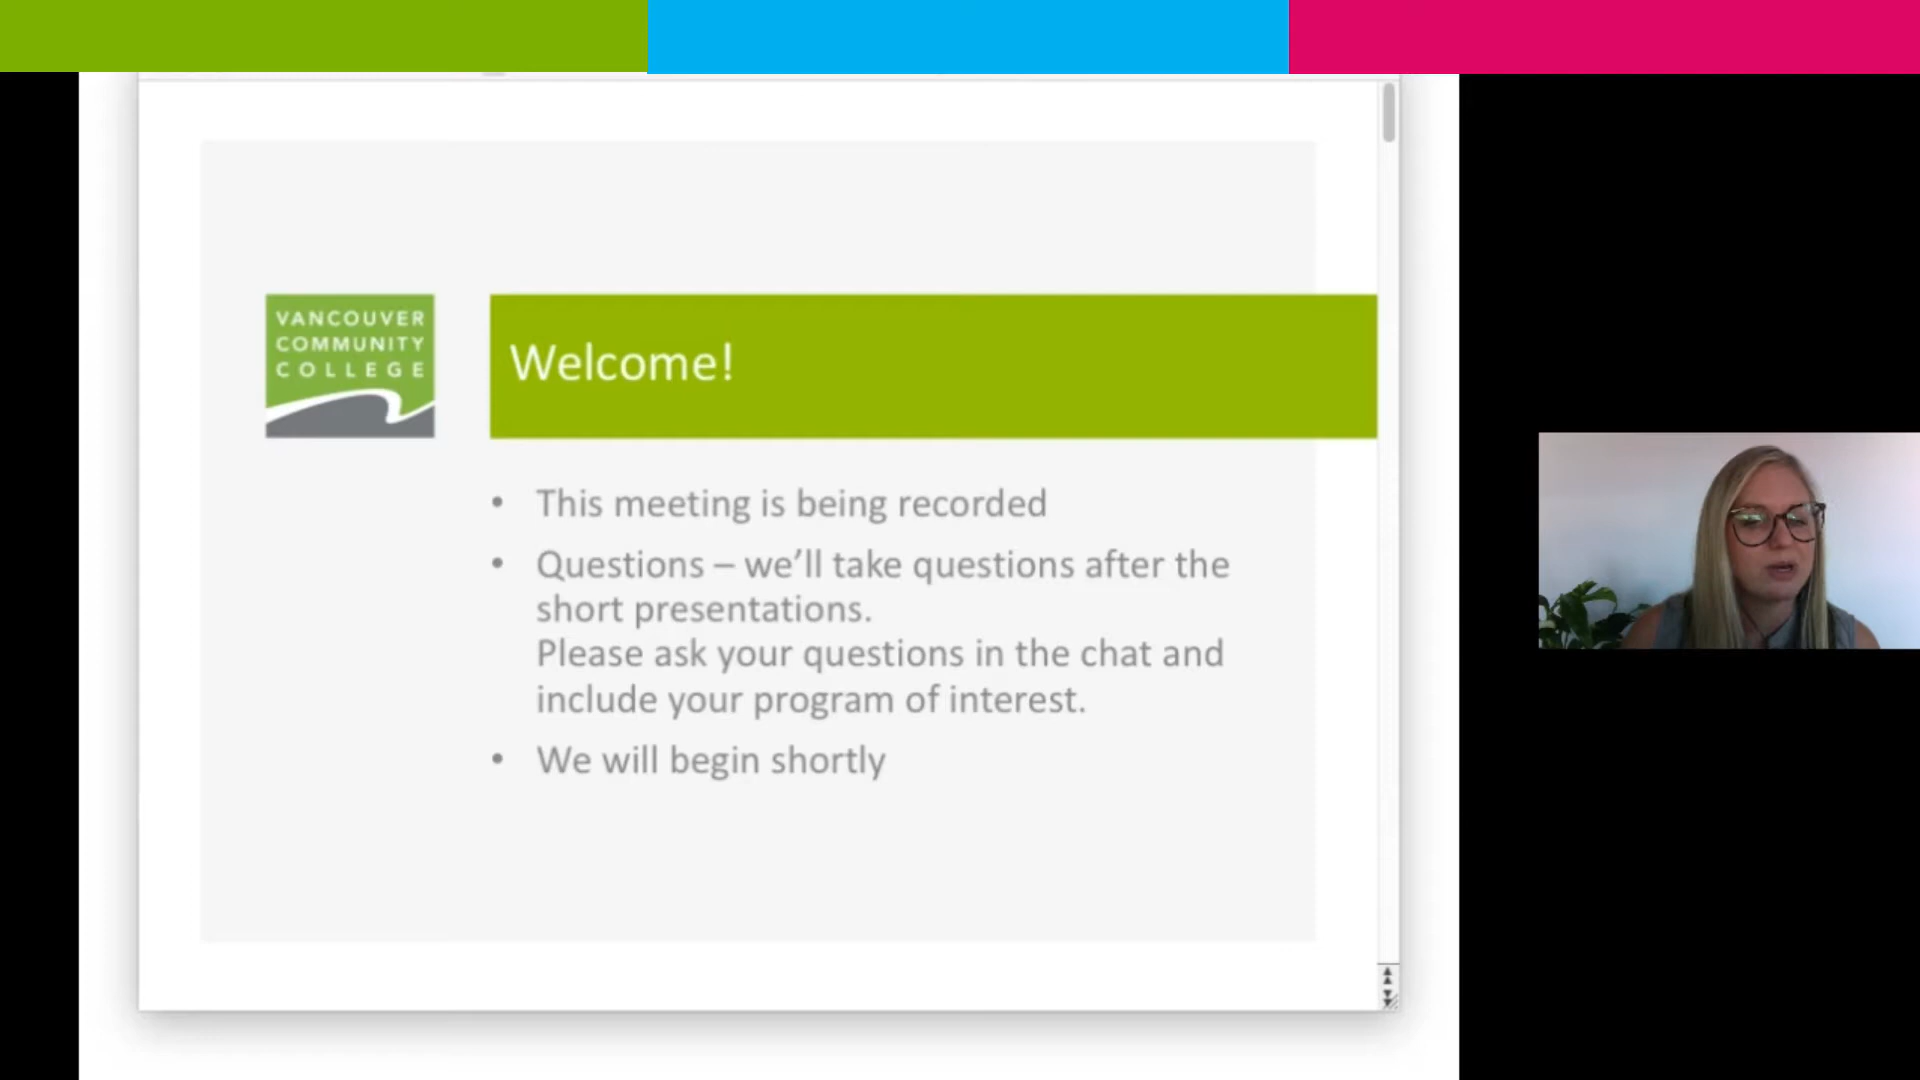 VANCOUVER
COMMUNITY
COLLEGE
Welcome!
• This meeting is being recorded
• Questions – we’ll take questions after the
short presentations.
Please ask your questions in the chat and
include your program of interest.
• We will begin shortly